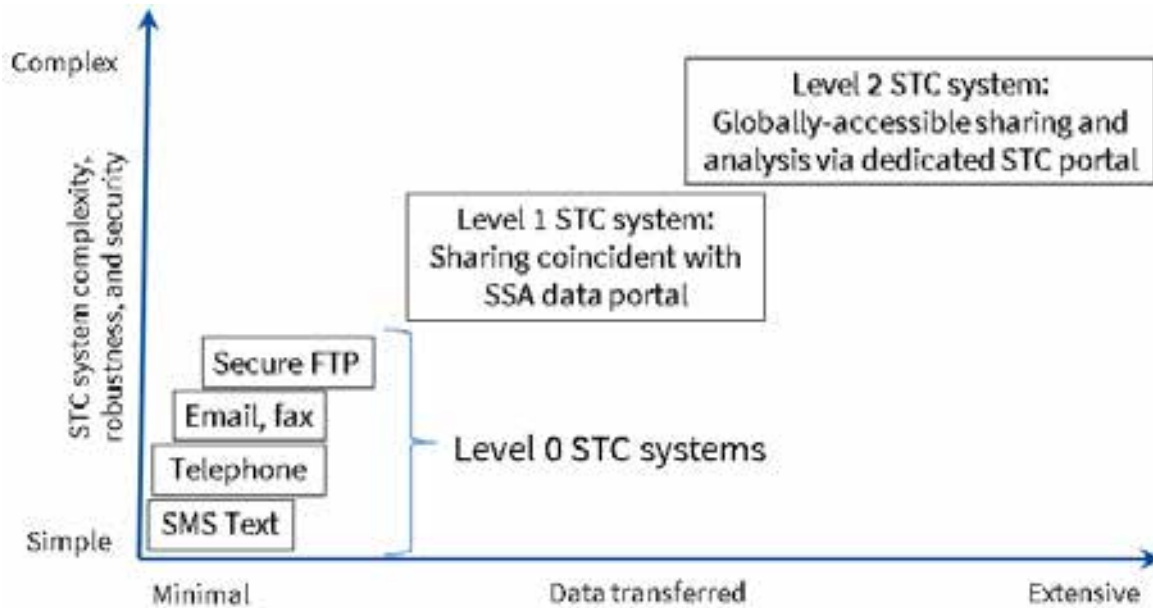 Complex
Level 2 STC system:
Globally-accessible sharing and
analysis via dedicated STC portal
STC system complexity,
robustness, and security
Level 1 STC system:
Sharing coincident with
SSA data portal
Secure FTP
Email, fax
Level 0 STC systems
Telephone
SMS Text
Simple
Minimal
Data transferred
Extensive